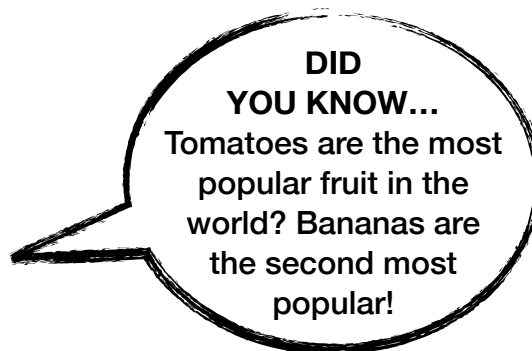 DID
YOU KNOW…
Tomatoes are the most
popular fruit in the
world? Bananas are
the second most
popular!